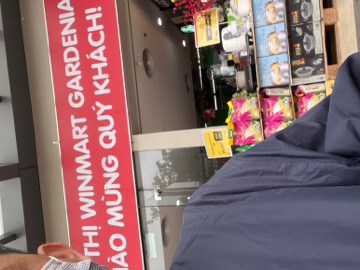 THỊ WINMART GARDENIA
ÀO MỪNG QUÝ KHÁCH!